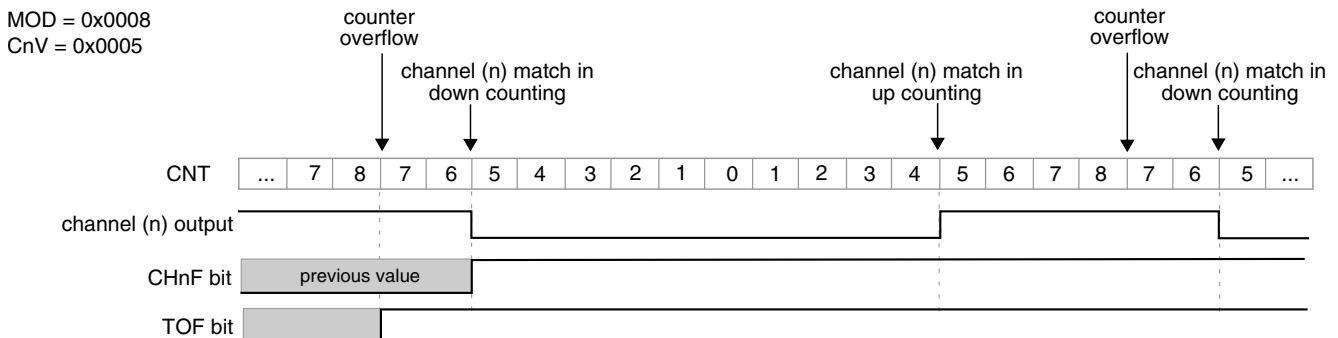 MOD = 0x0008
CnV = 0x0005
counter
overflow
channel (n) match in
down counting
channel (n) match in
up counting
counter
overflow
channel (n) match in
down counting
CNT ... 7 8 7 6 5 4 3 2 1 0 1 2 3 4 5 6 7 8 7 6 5 ...
channel (n) output
CHnF bit previous value
TOF bit